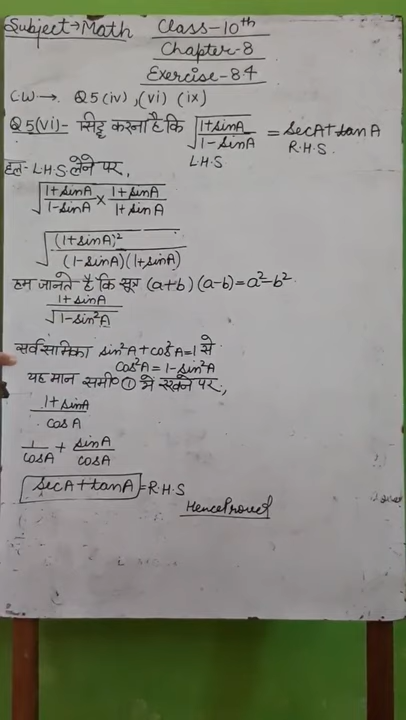 Subject→Math Class-10th
Chapter-8
Exercise-8.4
C.W→ Q5(iv),(vi) (ix)
Q5(vi)- सिद्ध करना है कि √(1+sinA / 1-sinA) = SecA+tanA
L.H.S R.H.S.
हल- L.H.S. लेने पर,
√(1+sinA / 1-sinA × 1+sinA / 1+sinA)
√((1+sinA)² / (1-sinA)(1+sinA))
हम जानते है कि सूत्र (a+b)(a-b)=a²-b²
1+sinA / √(1-sin²A)
सर्वसमिका sin²A+cos²A=1 से
cos²A=1-sin²A
यह मान समी० ① में रखने पर,
1+sinA / cosA
1/cosA + sinA/cosA
SecA+tanA = R.H.S
Hence Proved